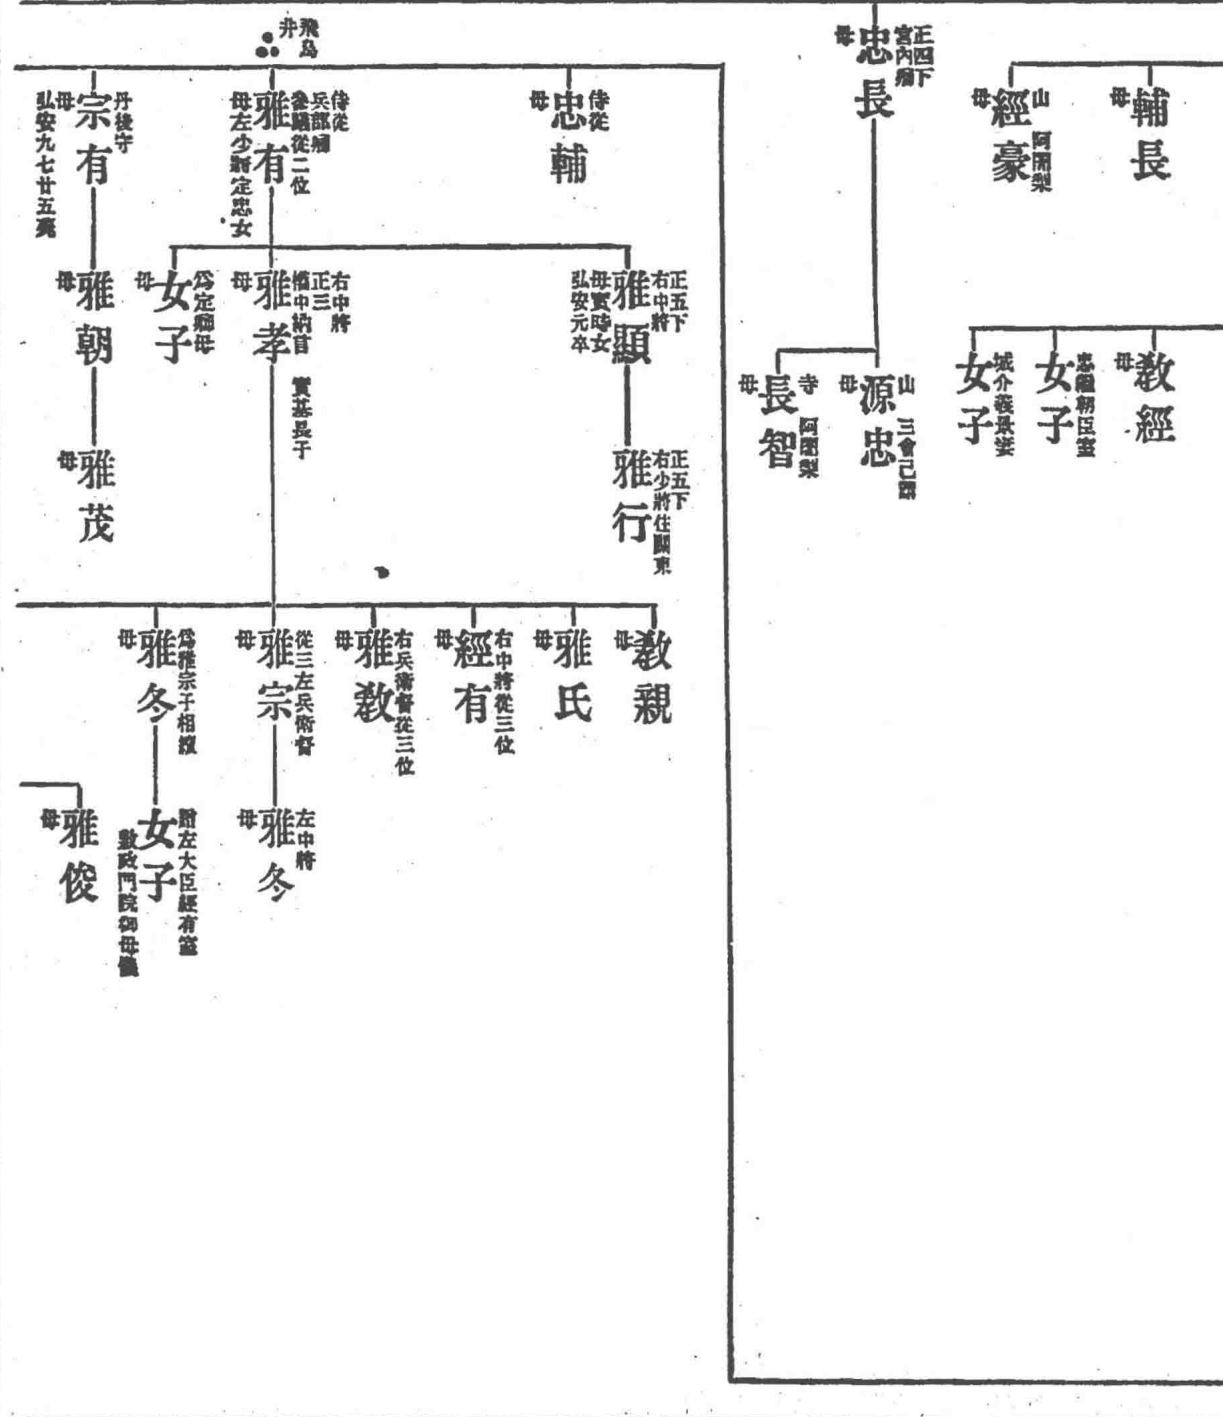 輔長
母
山 阿闍梨
經豪
母
教經
母
忠繼朝臣室
女子
城介義景妾
女子
正四下
宮内卿
忠長
母
山 三會已講
源忠
母
寺 阿闍梨
長智
母
侍從
忠輔
母
飛鳥
井
侍從
兵部卿
參議從二位
雅有
母左少將定忠女
丹後守
宗有
母
弘安九七廿五薨
正五下
右中將
雅顯
母實時女
弘安元卒
右中將
正三
權中納言 實基長子
雅孝
母
爲定卿母
女子
母
雅朝
母
正五下
右少將住關東
雅行
雅茂
母
教親
母
雅氏
母
右中將從三位
經有
母
右兵衛督從三位
雅教
母
從三左兵衛督
雅宗
母
爲雅宗子相續
雅冬
母
左中將
雅冬
母
贈左大臣經有室
女子
敷政門院御母儀
雅俊
母